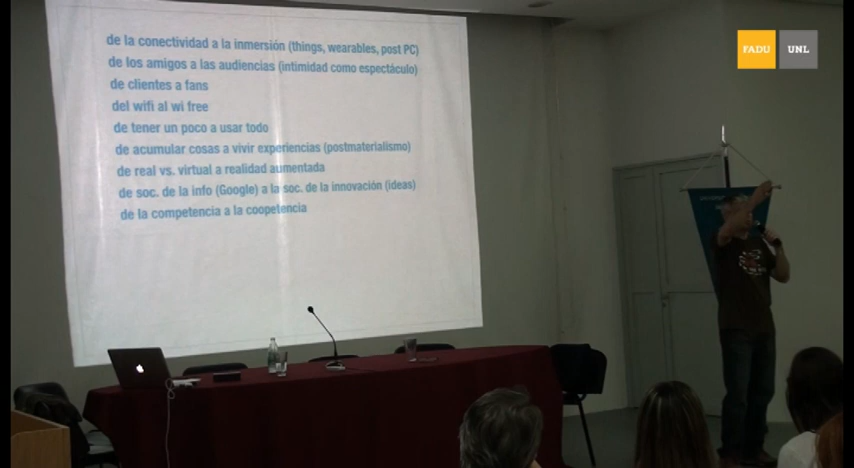 de la conectividad a la inmersión (things, wearables, post PC)
de los amigos a las audiencias (intimidad como espectáculo)
de clientes a fans
del wifi al wi free
de tener un poco a usar todo
de acumular cosas a vivir experiencias (postmaterialismo)
de real vs. virtual a realidad aumentada
de soc. de la info (Google) a la soc. de la innovación (ideas)
de la competencia a la coopetencia
FADU
UNL